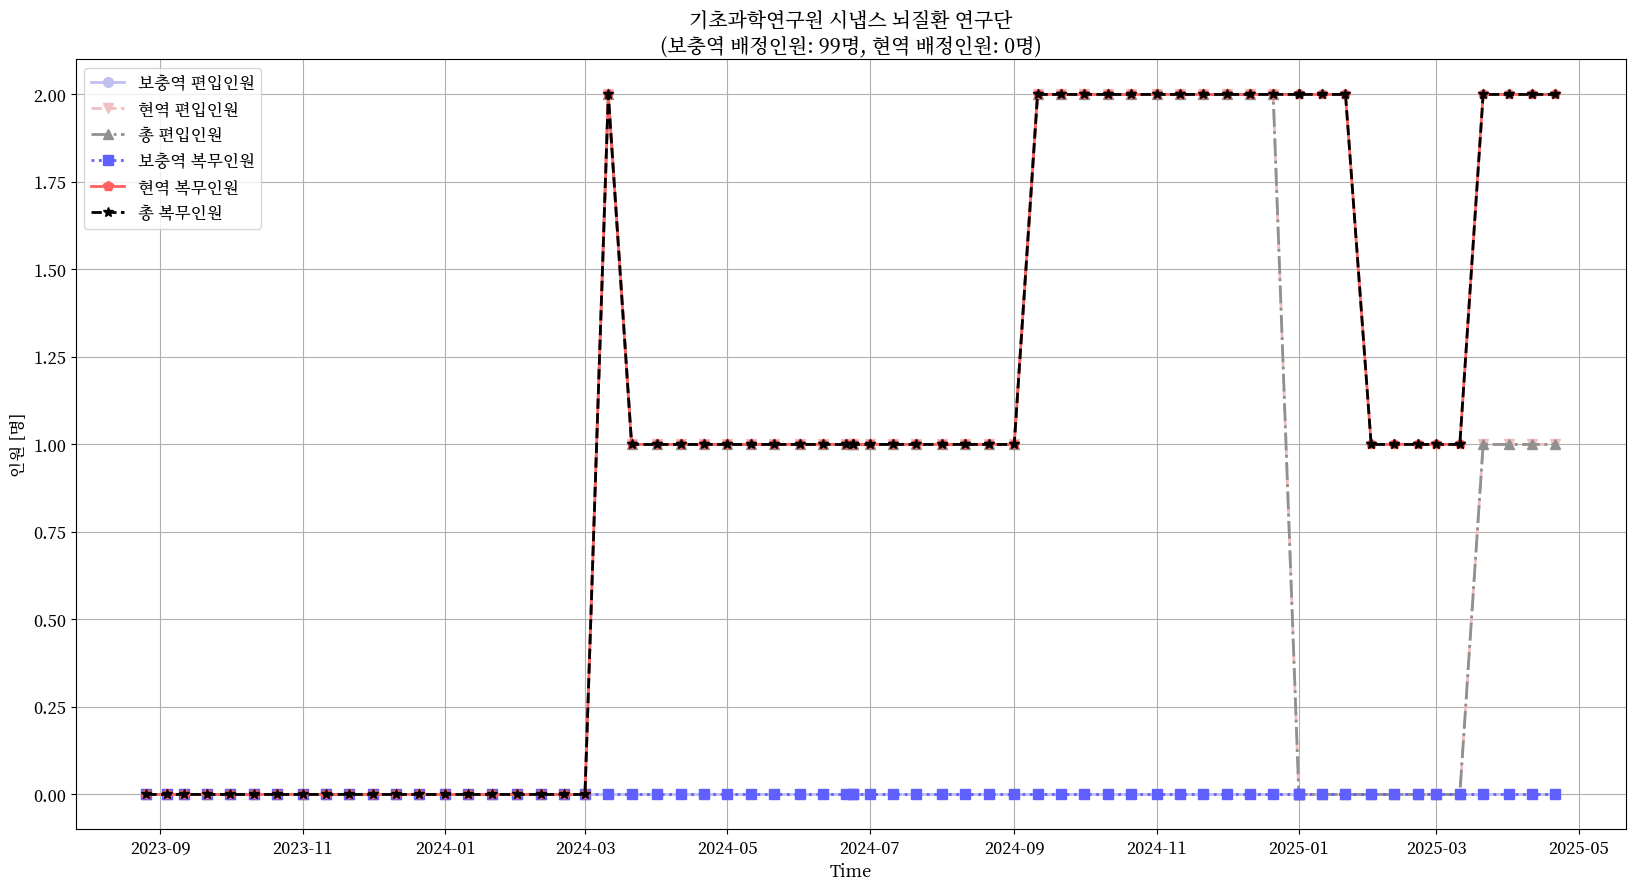 기초과학연구원 시냅스 뇌질환 연구단
(보충역 배정인원: 99명, 현역 배정인원: 0명)
보충역 편입인원
현역 편입인원
총 편입인원
보충역 복무인원
현역 복무인원
총 복무인원
2.00
1.75
1.50
1.25
1.00
0.75
0.50
0.25
0.00
인원 [명]
2023-09 2023-11 2024-01 2024-03 2024-05 2024-07 2024-09 2024-11 2025-01 2025-03 2025-05
Time